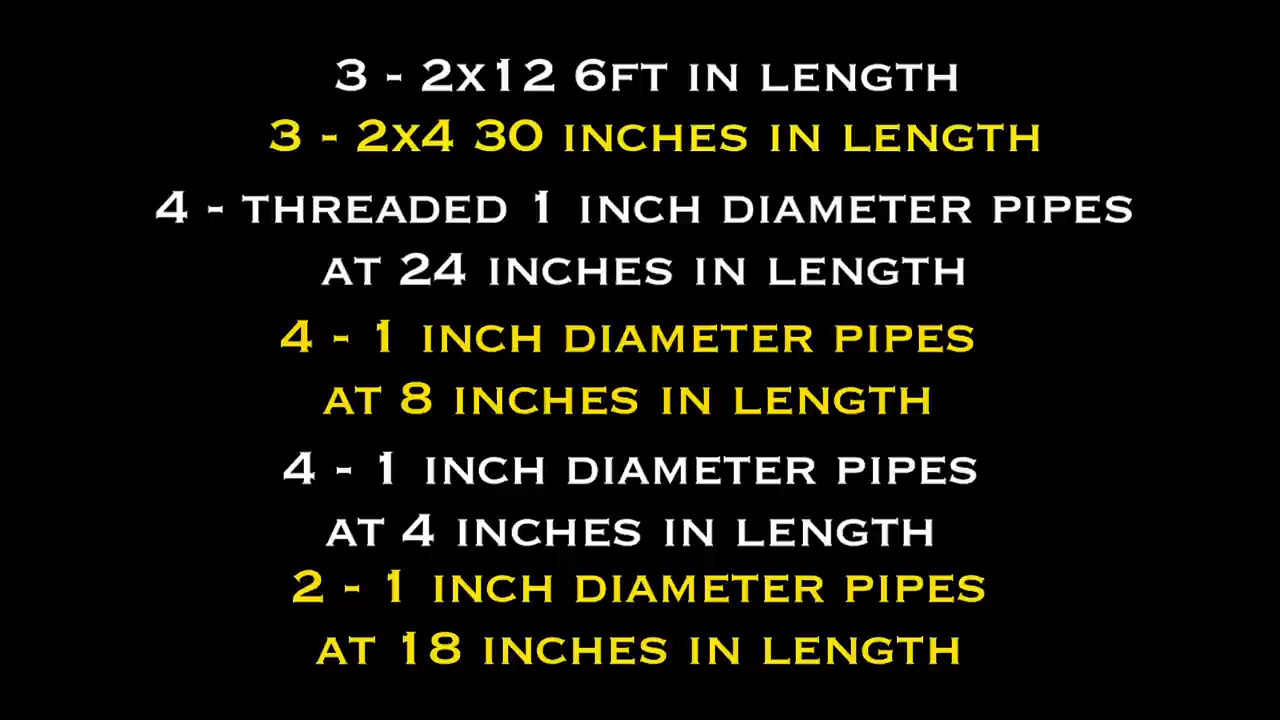 3 - 2x12 6FT IN LENGTH
3 - 2x4 30 INCHES IN LENGTH
4 - THREADED 1 INCH DIAMETER PIPES
AT 24 INCHES IN LENGTH
4 - 1 INCH DIAMETER PIPES
AT 8 INCHES IN LENGTH
4 - 1 INCH DIAMETER PIPES
AT 4 INCHES IN LENGTH
2 - 1 INCH DIAMETER PIPES
AT 18 INCHES IN LENGTH